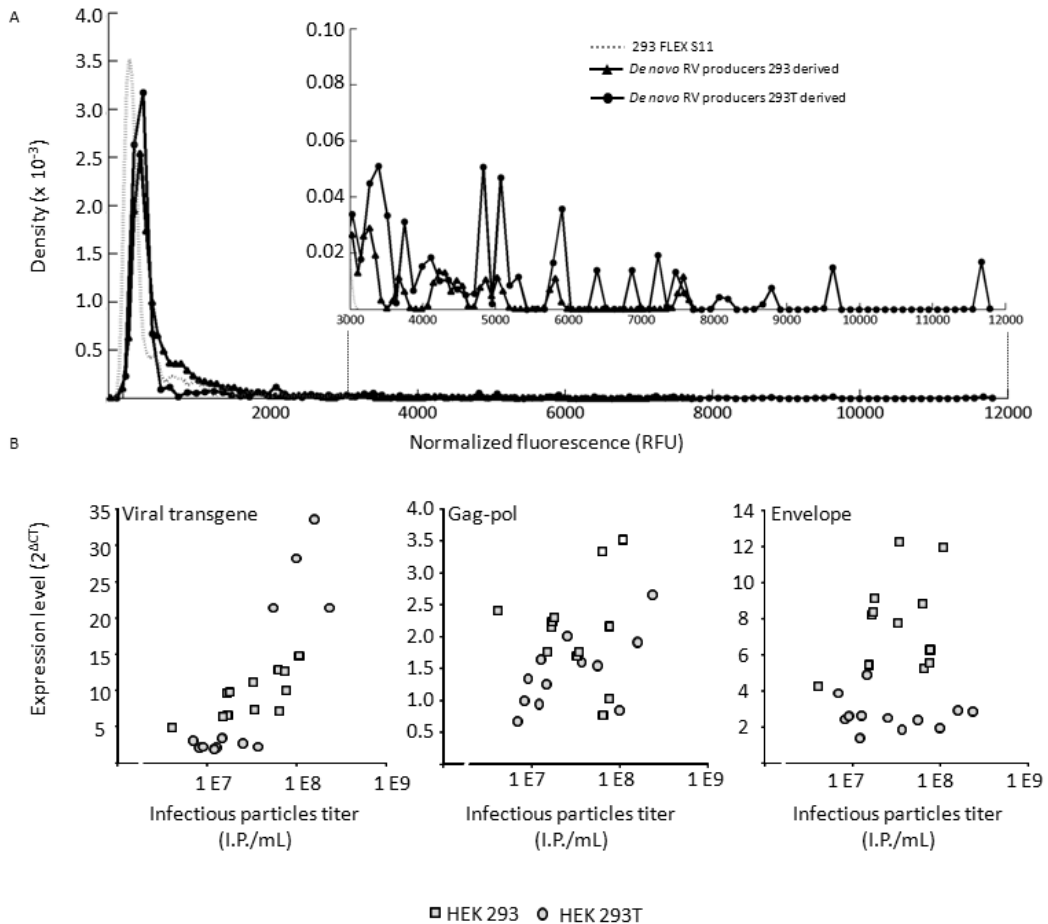 A
4.0
3.5
3.0
2.5
2.0
1.5
1.0
0.5
Density (x 10-3)
2000
4000
6000
8000
10000
12000
Normalized fluorescence (RFU)
0.10
0.08
0.06
0.04
0.02
3000
4000
5000
6000
7000
8000
9000
10000
11000
12000
293 FLEX S11
De novo RV producers 293 derived
De novo RV producers 293T derived
B
Expression level (2ΔCT)
Viral transgene
35
30
25
20
15
10
5
1 E7
1 E8
1 E9
Infectious particles titer
(I.P./mL)
Gag-pol
4.0
3.5
3.0
2.5
2.0
1.5
1.0
0.5
1 E7
1 E8
1 E9
Infectious particles titer
(I.P./mL)
Envelope
14
12
10
8
6
4
2
1 E7
1 E8
1 E9
Infectious particles titer
(I.P./mL)
HEK 293
HEK 293T